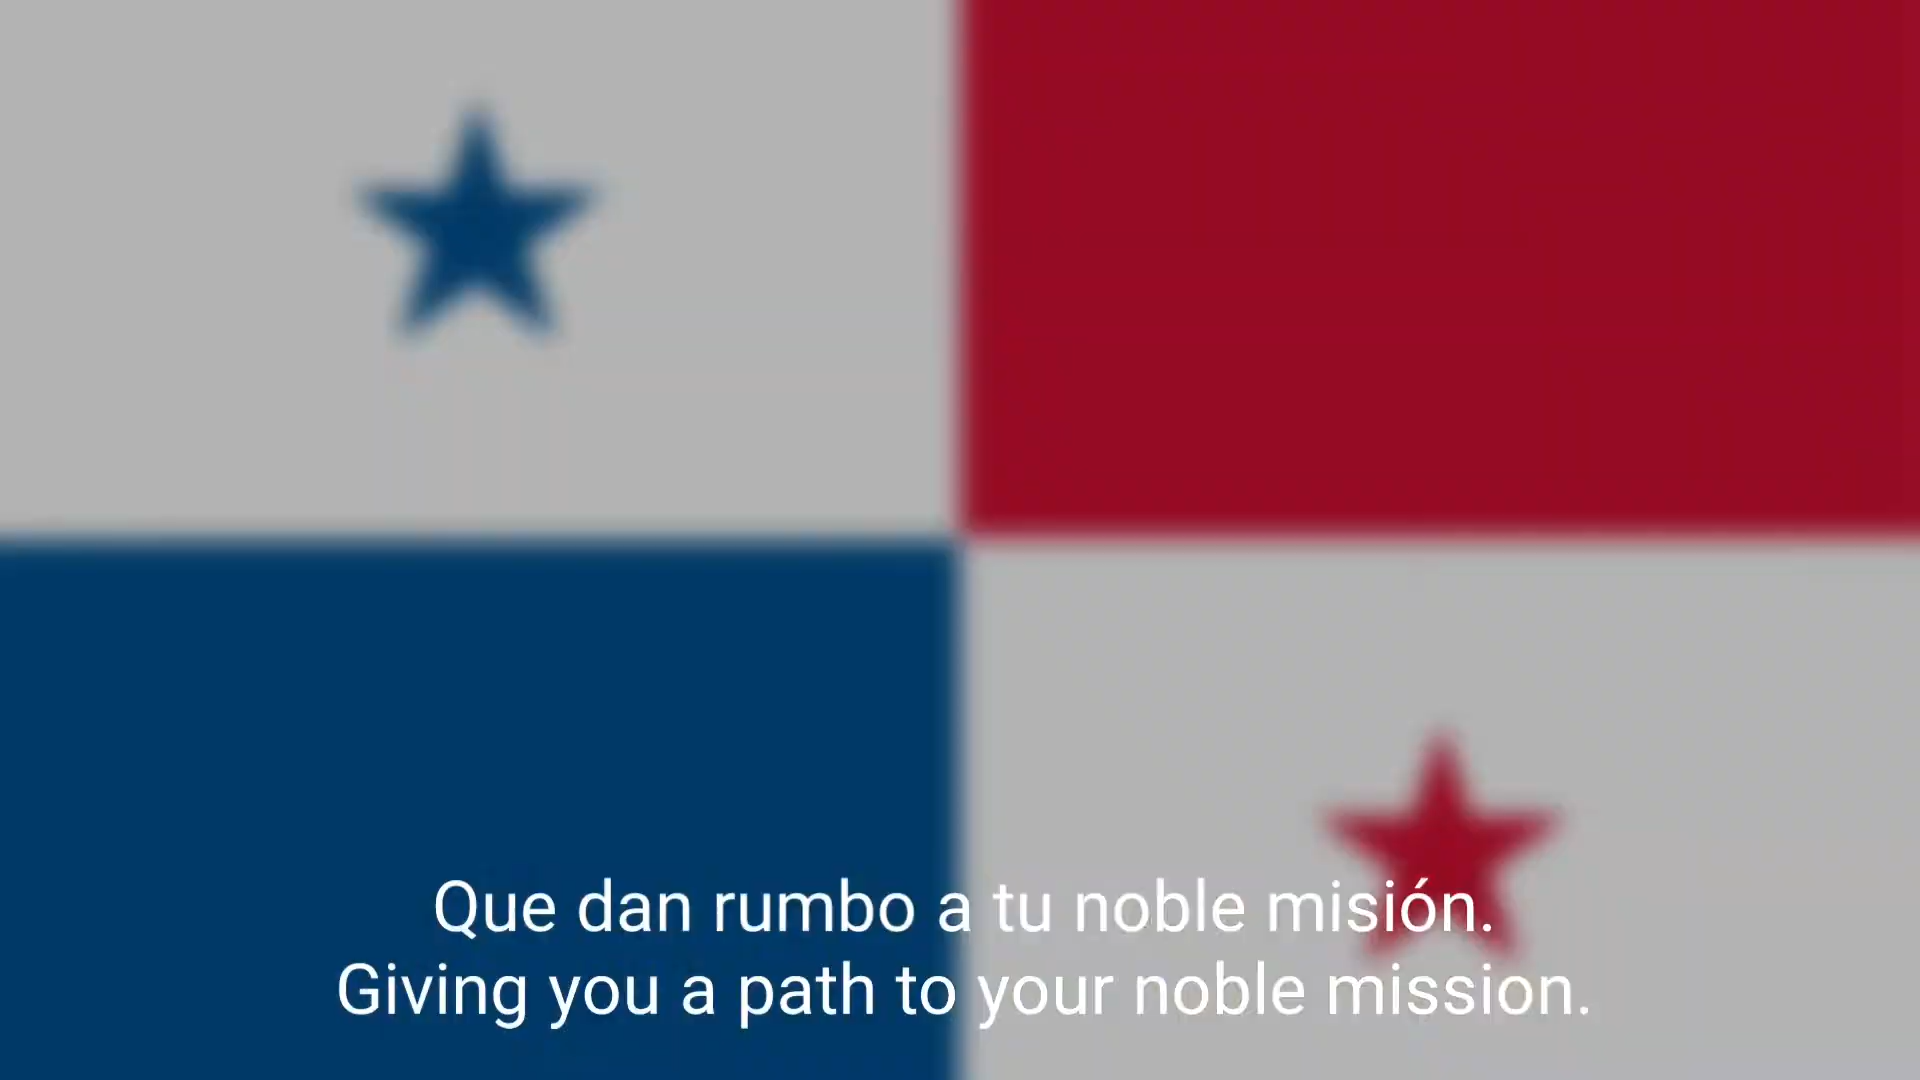 Que dan rumbo a tu noble misión.
Giving you a path to your noble mission.